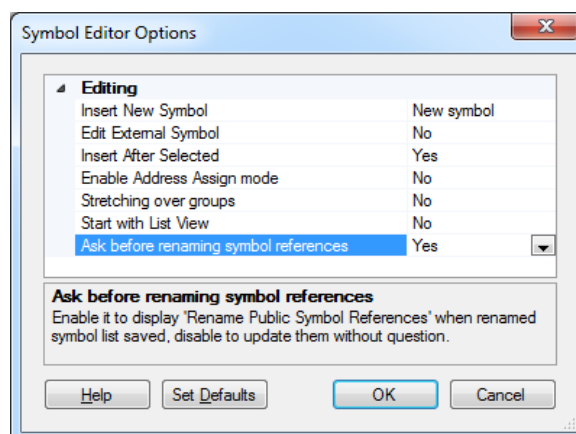 Symbol Editor Options
Editing
Insert New Symbol New symbol
Edit External Symbol No
Insert After Selected Yes
Enable Address Assign mode No
Stretching over groups No
Start with List View No
Ask before renaming symbol references Yes
Ask before renaming symbol references
Enable it to display 'Rename Public Symbol References' when renamed
symbol list saved, disable to update them without question.
Help Set Defaults OK Cancel